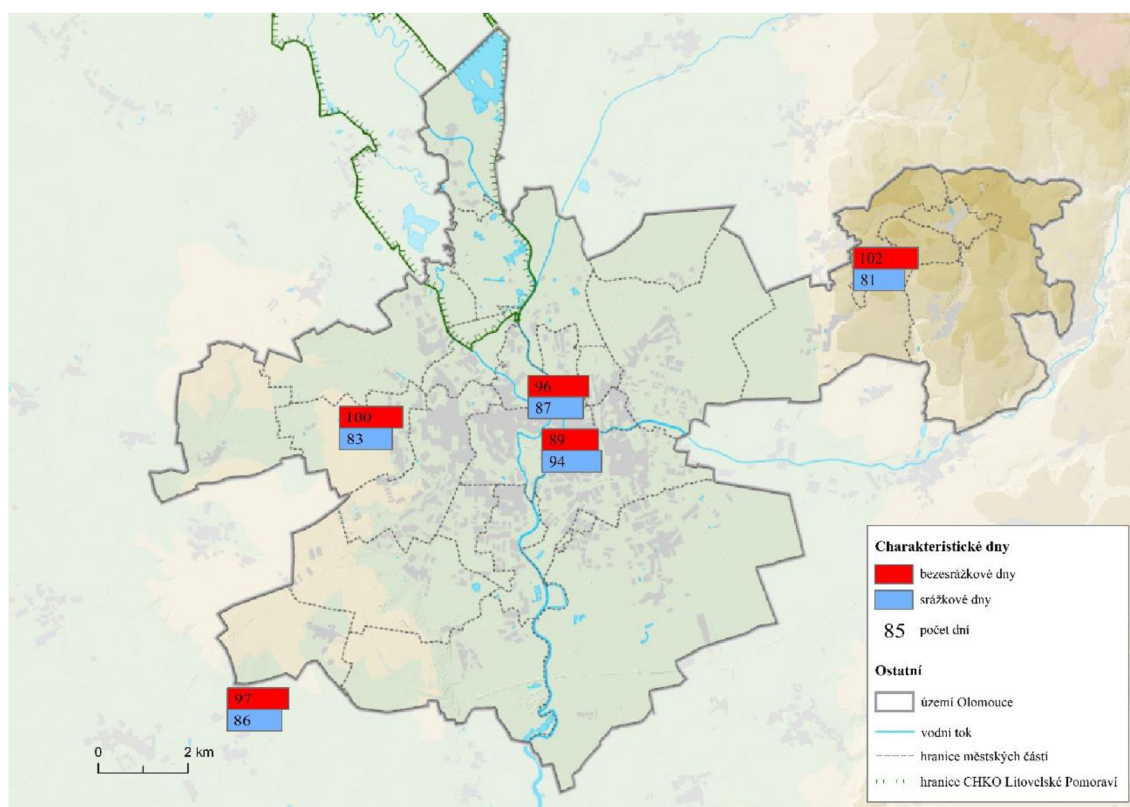 102
81
96
87
100
83
89
94
97
86
0 2 km
Charakteristické dny
bezesrážkové dny
srážkové dny
85 počet dní
Ostatní
území Olomouce
vodní tok
hranice městských částí
hranice CHKO Litovelské Pomoraví